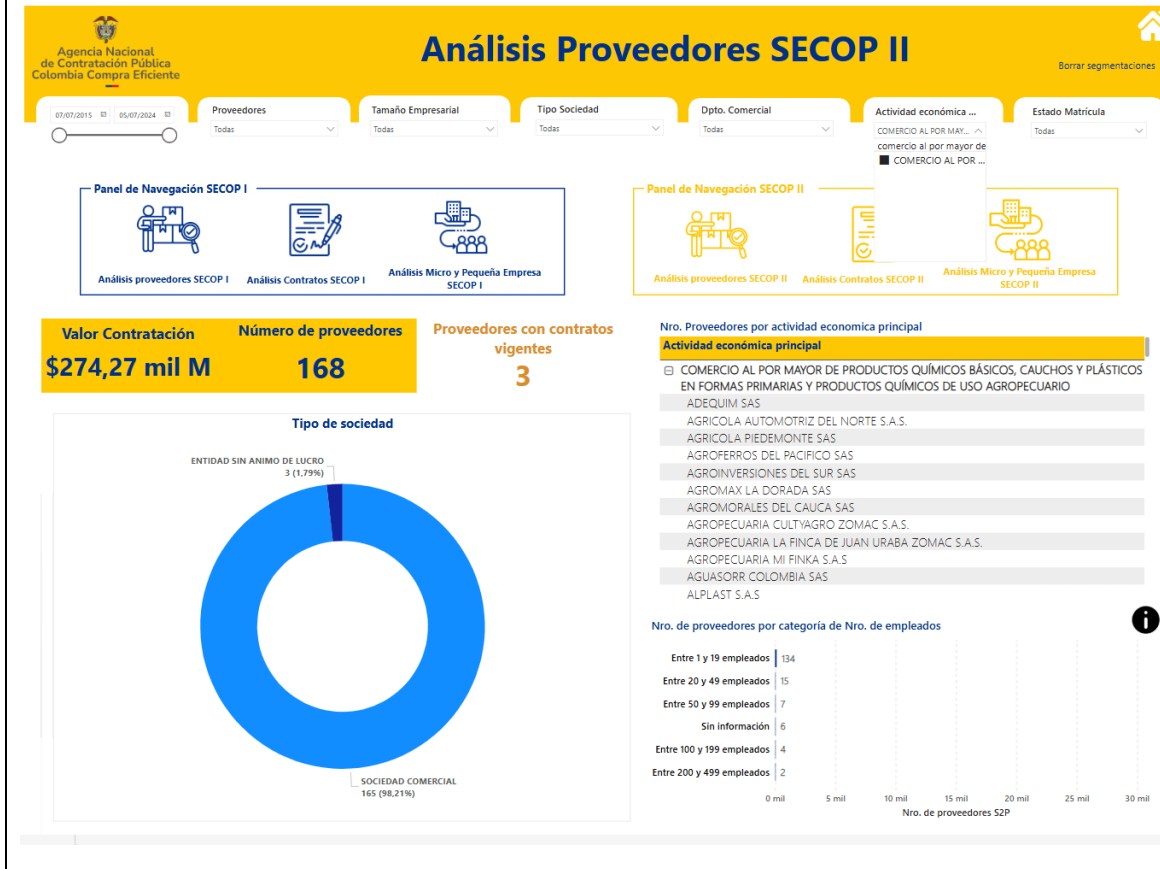 Agencia Nacional
de Contratación Pública
Colombia Compra Eficiente
Análisis Proveedores SECOP II
Borrar segmentaciones
07/07/2015 05/07/2024
Proveedores
Todas
Tamaño Empresarial
Todas
Tipo Sociedad
Todas
Dpto. Comercial
Todas
Actividad económica ...
COMERCIO AL POR MAY...
comercio al por mayor de
COMERCIO AL POR ...
Estado Matrícula
Todas
Panel de Navegación SECOP I
Análisis proveedores SECOP I
Análisis Contratos SECOP I
Análisis Micro y Pequeña Empresa
SECOP I
Panel de Navegación SECOP II
Análisis proveedores SECOP II
Análisis Contratos SECOP II
Análisis Micro y Pequeña Empresa
SECOP II
Valor Contratación
$274,27 mil M
Número de proveedores
168
Proveedores con contratos
vigentes
3
Tipo de sociedad
ENTIDAD SIN ANIMO DE LUCRO
3 (1,79%)
SOCIEDAD COMERCIAL
165 (98,21%)
Nro. Proveedores por actividad economica principal
Actividad económica principal
COMERCIO AL POR MAYOR DE PRODUCTOS QUÍMICOS BÁSICOS, CAUCHOS Y PLÁSTICOS
EN FORMAS PRIMARIAS Y PRODUCTOS QUÍMICOS DE USO AGROPECUARIO
ADEQUIM SAS
AGRICOLA AUTOMOTRIZ DEL NORTE S.A.S.
AGRICOLA PIEDEMONTE SAS
AGROFERROS DEL PACIFICO SAS
AGROINVERSIONES DEL SUR SAS
AGROMAX LA DORADA SAS
AGROMORALES DEL CAUCA SAS
AGROPECUARIA CULTYAGRO ZOMAC S.A.S.
AGROPECUARIA LA FINCA DE JUAN URABA ZOMAC S.A.S.
AGROPECUARIA MI FINKA S.A.S
AGUASORR COLOMBIA SAS
ALPLAST S.A.S
Nro. de proveedores por categoría de Nro. de empleados
Entre 1 y 19 empleados 134
Entre 20 y 49 empleados 15
Entre 50 y 99 empleados 7
Sin información 6
Entre 100 y 199 empleados 4
Entre 200 y 499 empleados 2
0 mil 5 mil 10 mil 15 mil 20 mil 25 mil 30 mil
Nro. de proveedores S2P